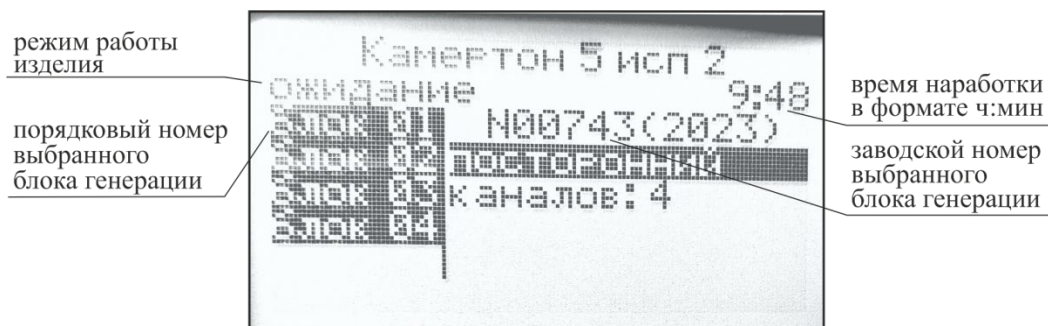 режим работы
изделия
порядковый номер
выбранного
блока генерации
Камертон 5 исп 2
ожидание
9:48
Блок 01
N00743(2023)
Блок 02
посторонний
Блок 03
каналов:4
Блок 04
время наработки
в формате ч:мин
заводской номер
выбранного
блока генерации